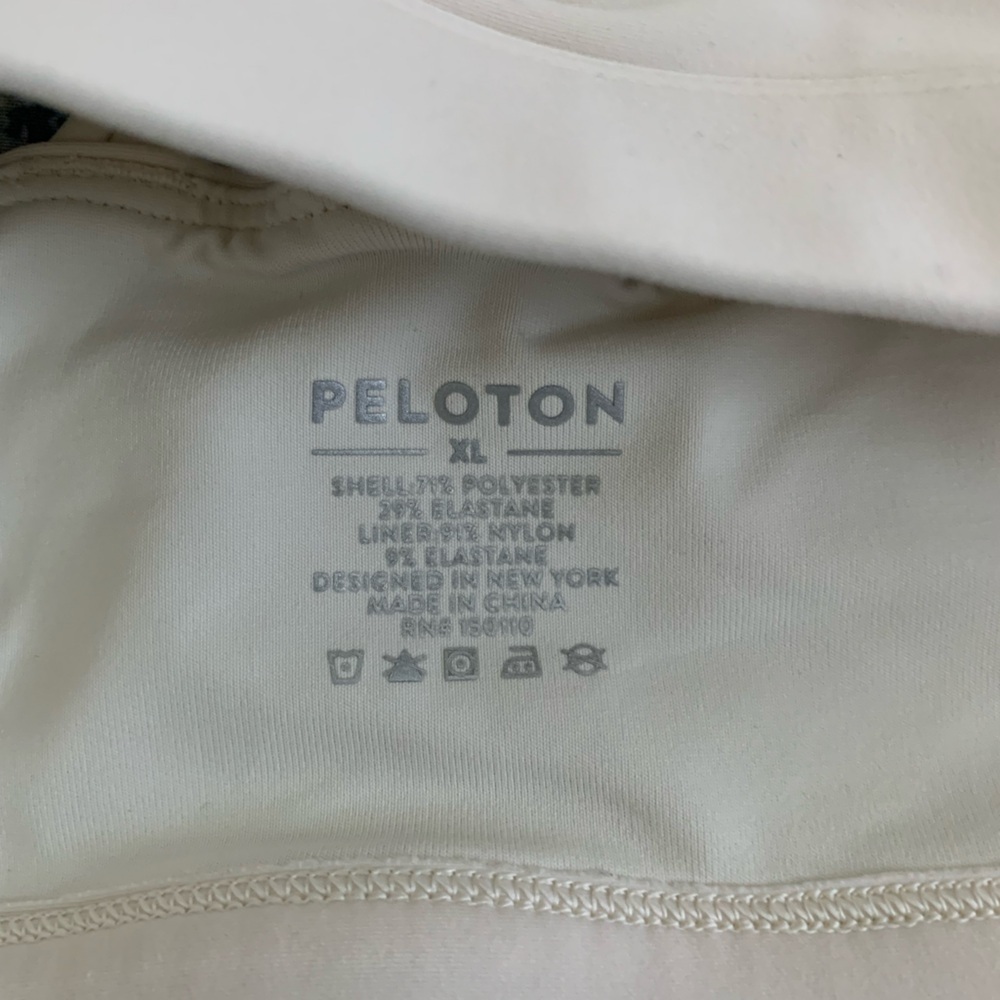 PELOTON
XL
SHELL:71% POLYESTER
29% ELASTANE
LINER:91% NYLON
9% ELASTANE
DESIGNED IN NEW YORK
MADE IN CHINA
RN# 150110